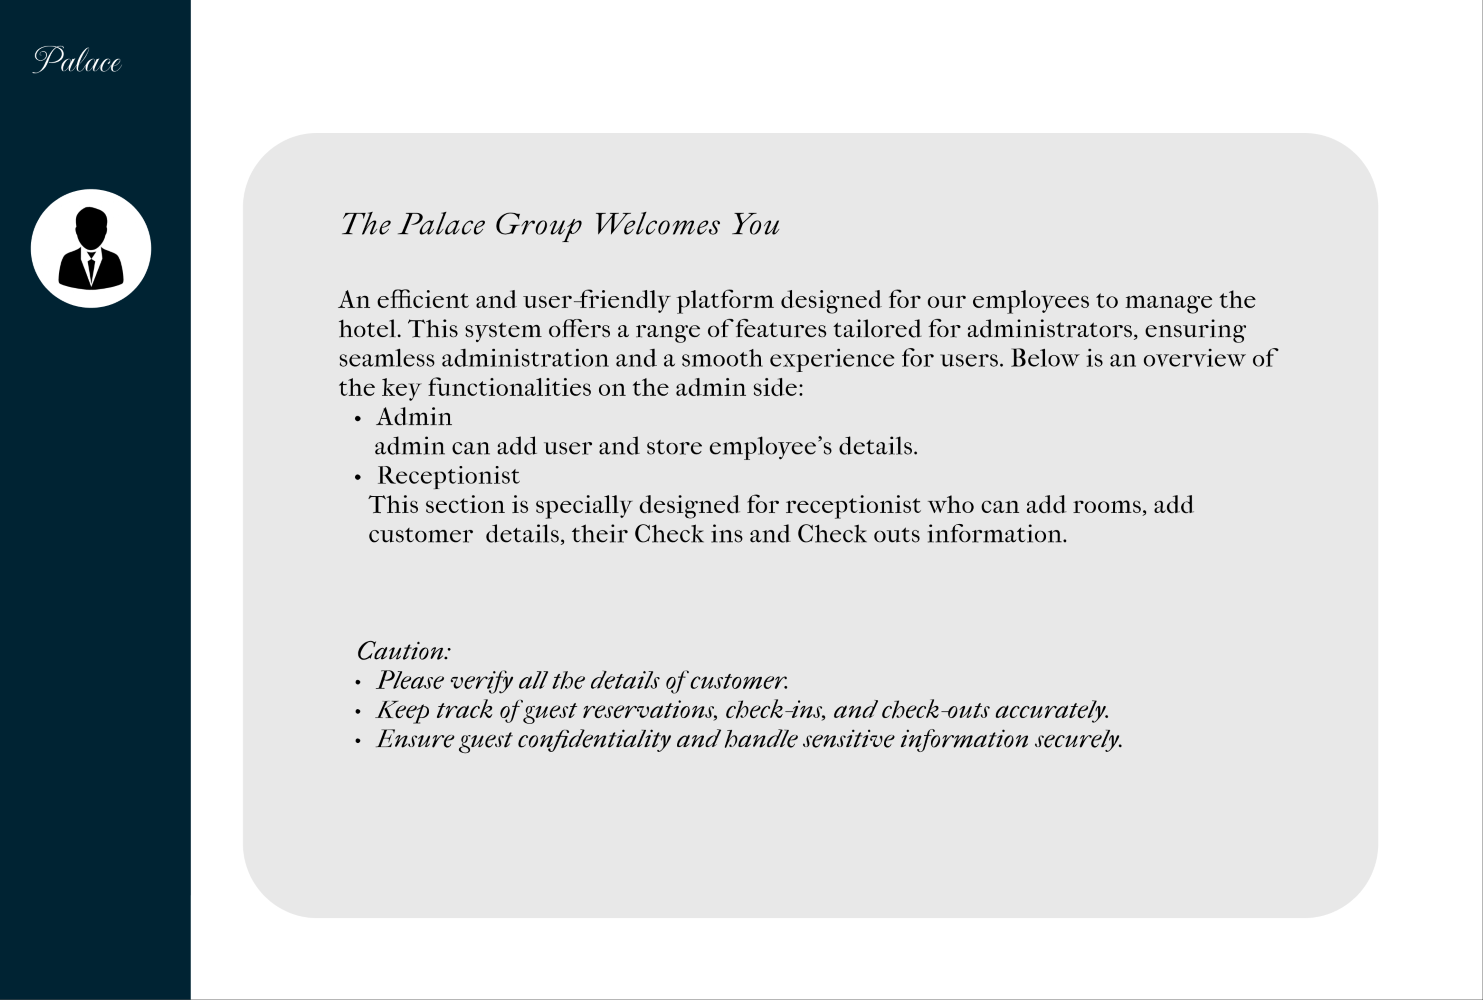 Palace
The Palace Group Welcomes You
An efficient and user-friendly platform designed for our employees to manage the
hotel. This system offers a range of features tailored for administrators, ensuring
seamless administration and a smooth experience for users. Below is an overview of
the key functionalities on the admin side:
• Admin
admin can add user and store employee’s details.
• Receptionist
This section is specially designed for receptionist who can add rooms, add
customer  details, their Check ins and Check outs information.
Caution:
• Please verify all the details of customer.
• Keep track of guest reservations, check-ins, and check-outs accurately.
• Ensure guest confidentiality and handle sensitive information securely.